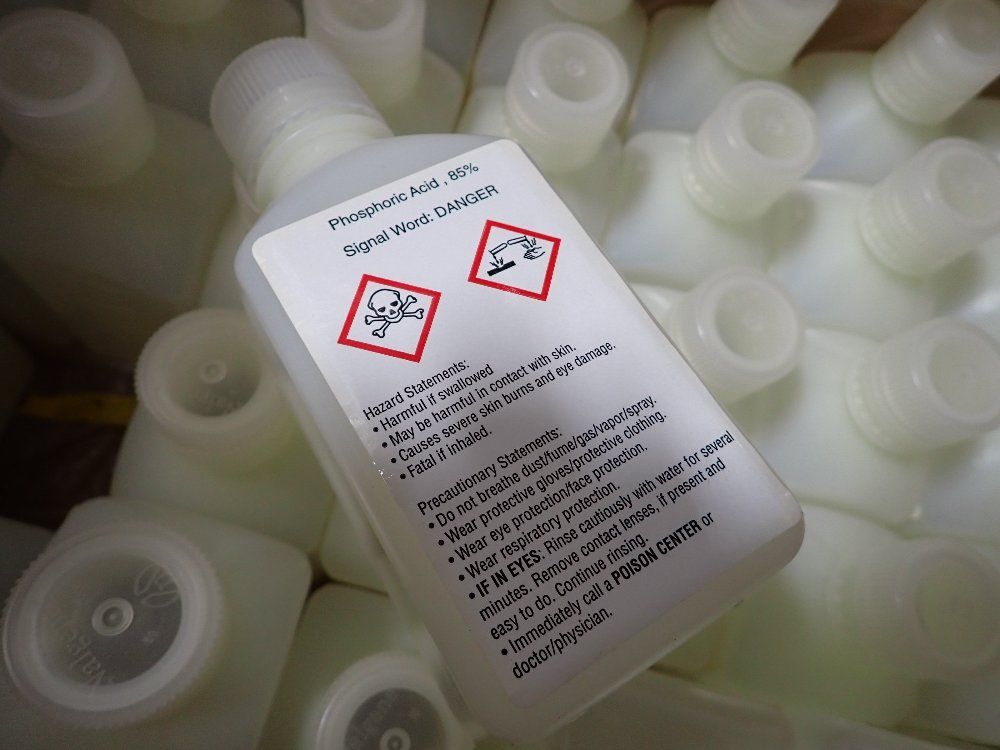 Phosphoric Acid , 85%
Signal Word: DANGER
Hazard Statements:
• Harmful if swallowed
• May be harmful in contact with skin.
• Causes severe skin burns and eye damage.
• Fatal if inhaled.
Precautionary Statements:
• Do not breathe dust/fume/gas/vapor/spray.
• Wear protective gloves/protective clothing.
• Wear eye protection/face protection.
• Wear respiratory protection.
• IF IN EYES: Rinse cautiously with water for several
minutes. Remove contact lenses, if present and
easy to do. Continue rinsing.
• Immediately call a POISON CENTER or
doctor/physician.